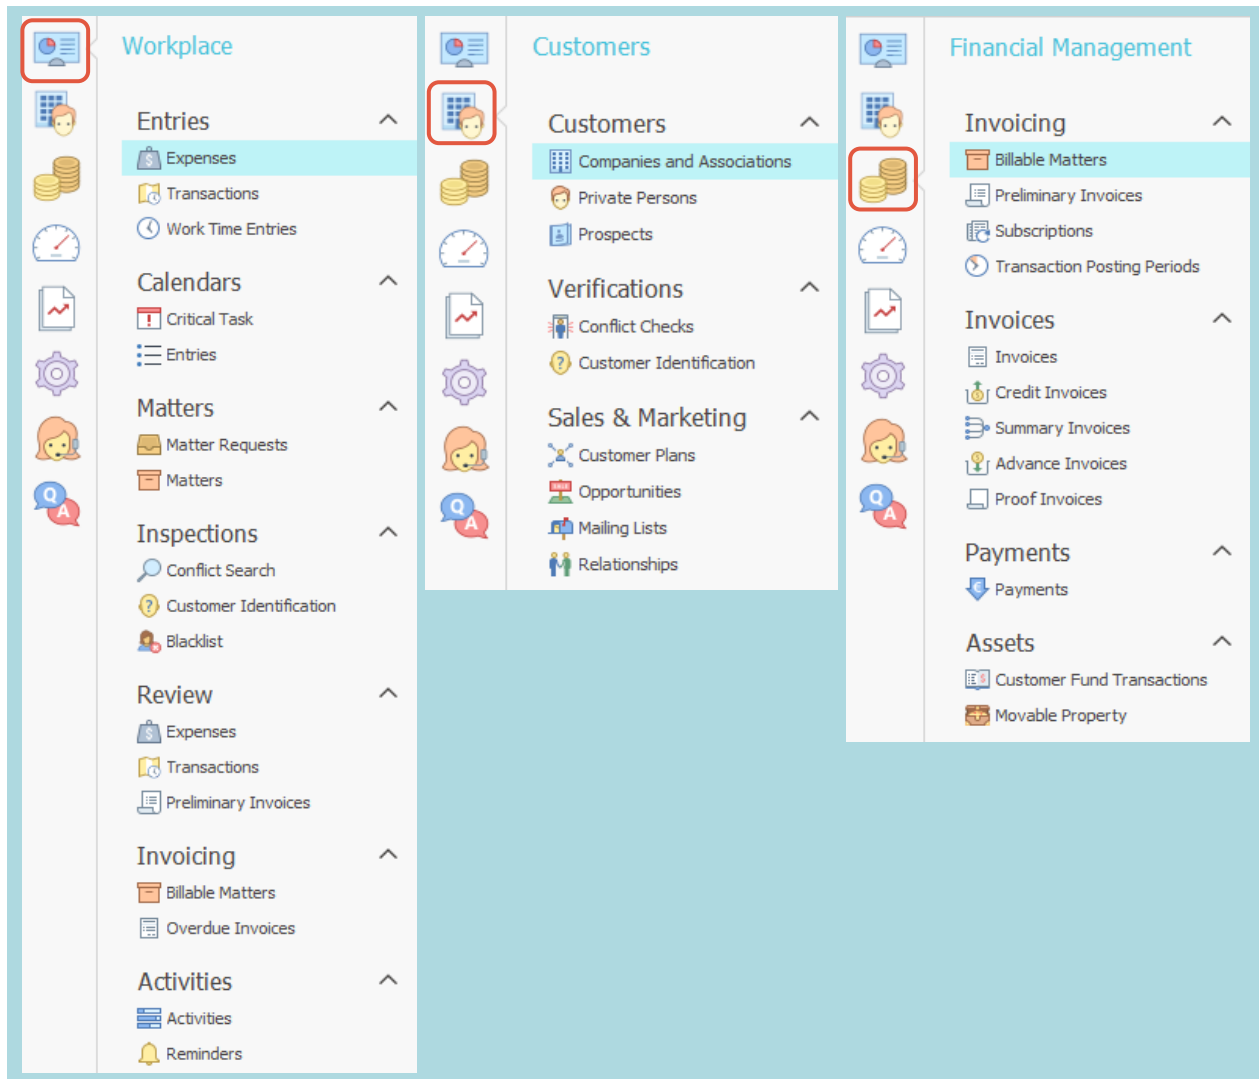 Workplace
Entries
Expenses
Transactions
Work Time Entries
Calendars
Critical Task
Entries
Matters
Matter Requests
Matters
Inspections
Conflict Search
Customer Identification
Blacklist
Review
Expenses
Transactions
Preliminary Invoices
Invoicing
Billable Matters
Overdue Invoices
Activities
Activities
Reminders
Q
A
Customers
Customers
Companies and Associations
Private Persons
Prospects
Verifications
Conflict Checks
Customer Identification
Sales & Marketing
Customer Plans
Opportunities
Mailing Lists
Relationships
Q
A
Financial Management
Invoicing
Billable Matters
Preliminary Invoices
Subscriptions
Transaction Posting Periods
Invoices
Invoices
Credit Invoices
Summary Invoices
Advance Invoices
Proof Invoices
Payments
Payments
Assets
Customer Fund Transactions
Movable Property
Q
A